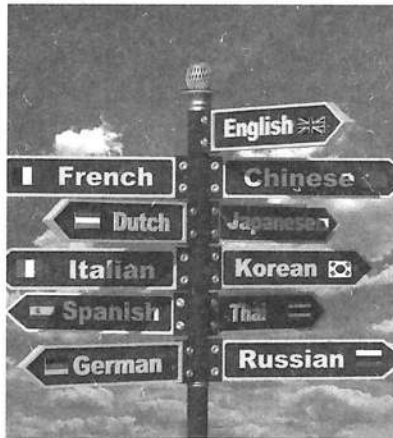 English
French
Chinese
Dutch
Japanese
Italian
Korean
Spanish
Thai
German
Russian